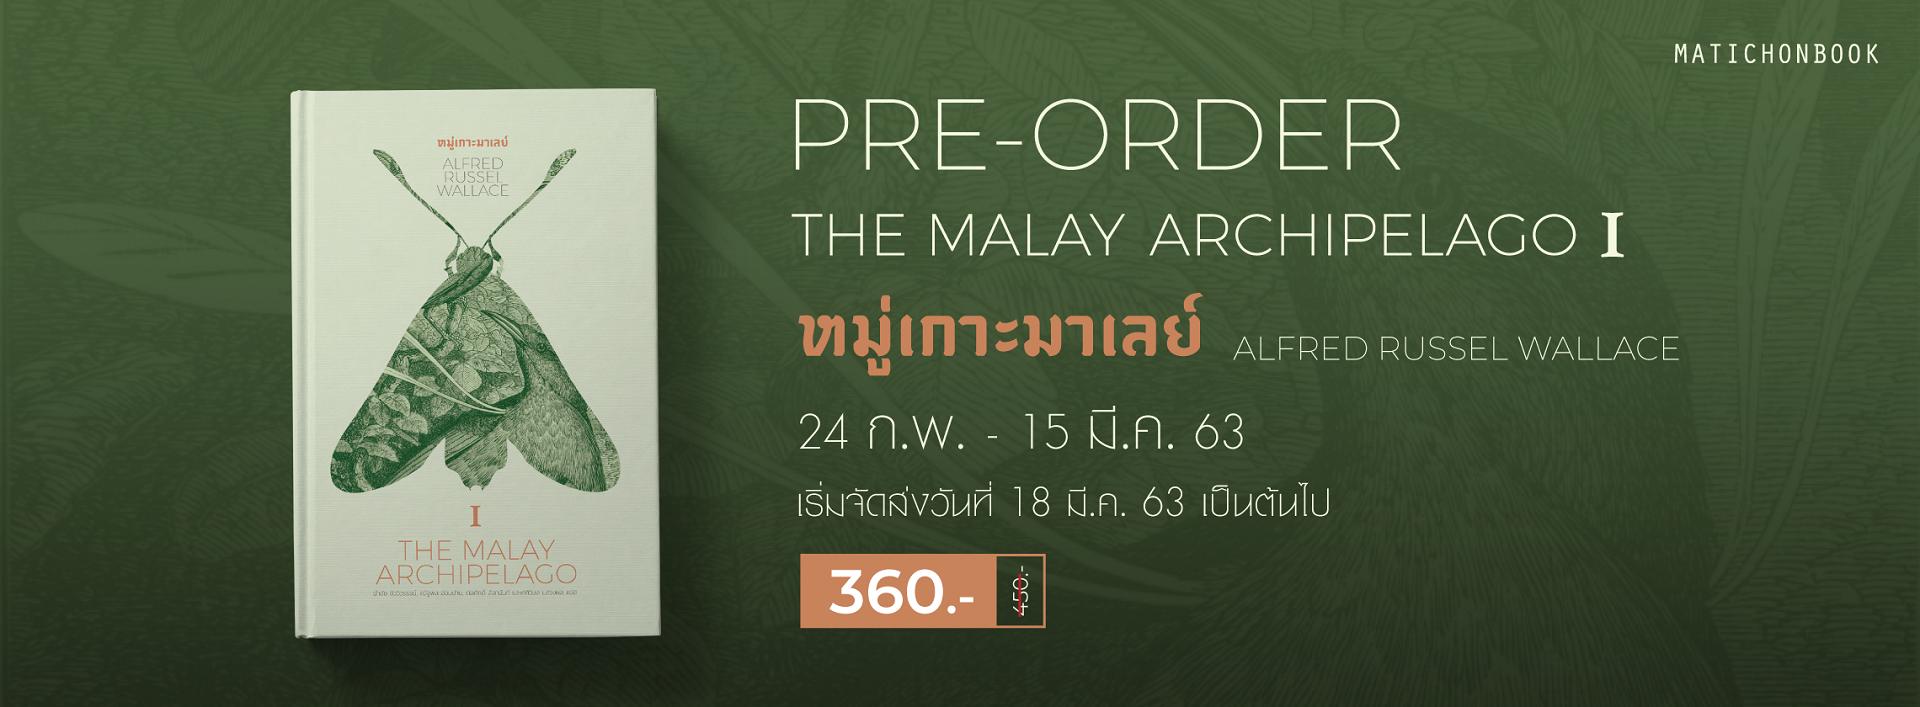 MATICHONBOOK
หมู่เกาะมาเลย์
ALFRED
RUSSEL
WALLACE
I
THE MALAY
ARCHIPELAGO
PRE-ORDER
THE MALAY ARCHIPELAGO I
หมู่เกาะมาเลย์ ALFRED RUSSEL WALLACE
24 ก.พ. - 15 มี.ค. 63
เริ่มจัดส่งวันที่ 18 มี.ค. 63 เป็นต้นไป
360.- 450.-